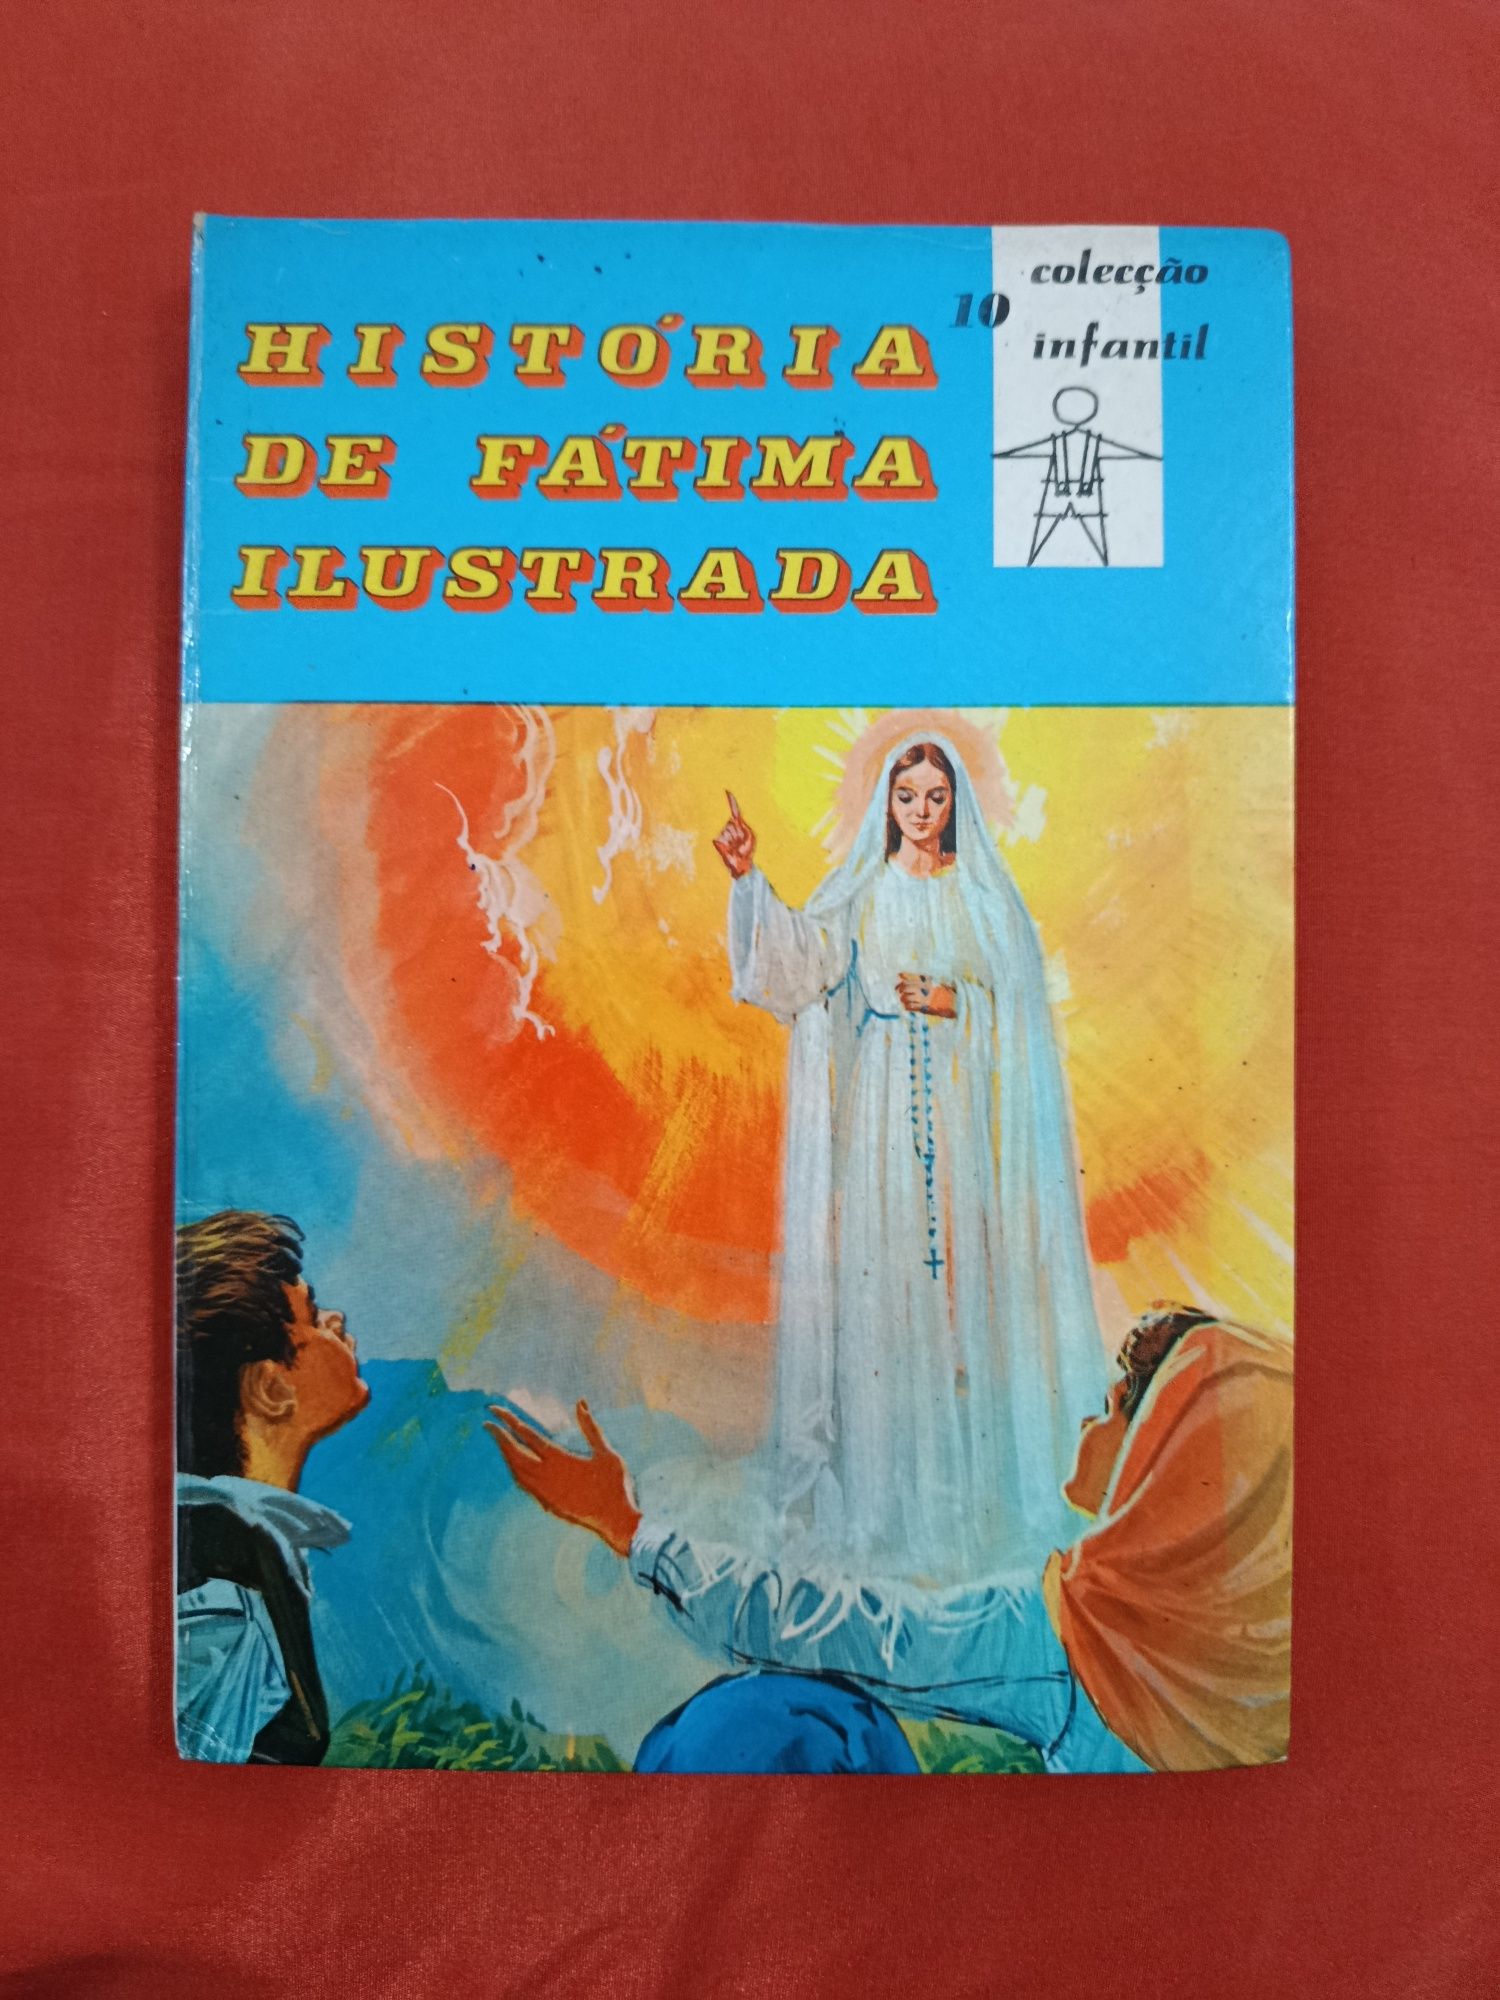 HISTÓRIA
DE FÁTIMA
ILUSTRADA
colecção
10
infantil